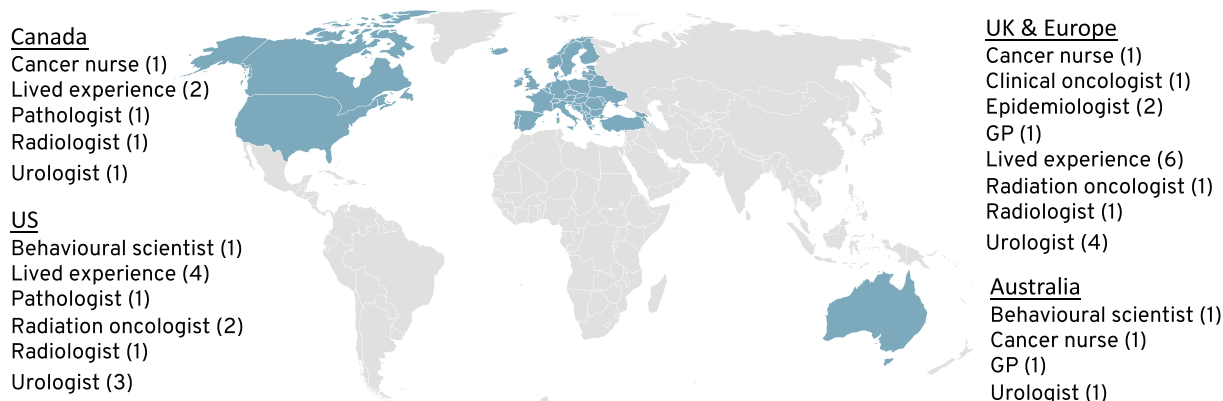 Canada
Cancer nurse (1)
Lived experience (2)
Pathologist (1)
Radiologist (1)
Urologist (1)
US
Behavioural scientist (1)
Lived experience (4)
Pathologist (1)
Radiation oncologist (2)
Radiologist (1)
Urologist (3)
UK & Europe
Cancer nurse (1)
Clinical oncologist (1)
Epidemiologist (2)
GP (1)
Lived experience (6)
Radiation oncologist (1)
Radiologist (1)
Urologist (4)
Australia
Behavioural scientist (1)
Cancer nurse (1)
GP (1)
Urologist (1)